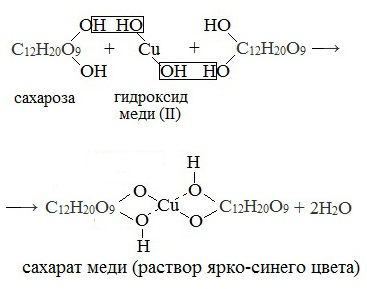 OH HO HO
C₁₂H₂₀O₉ + Cu + C₁₂H₂₀O₉ ⟶
OH OH HO
сахароза гидроксид
меди (II)
H
O O
⟶ C₁₂H₂₀O₉ Cu C₁₂H₂₀O₉ + 2H₂O
O O
H
сахарат меди (раствор ярко-синего цвета)